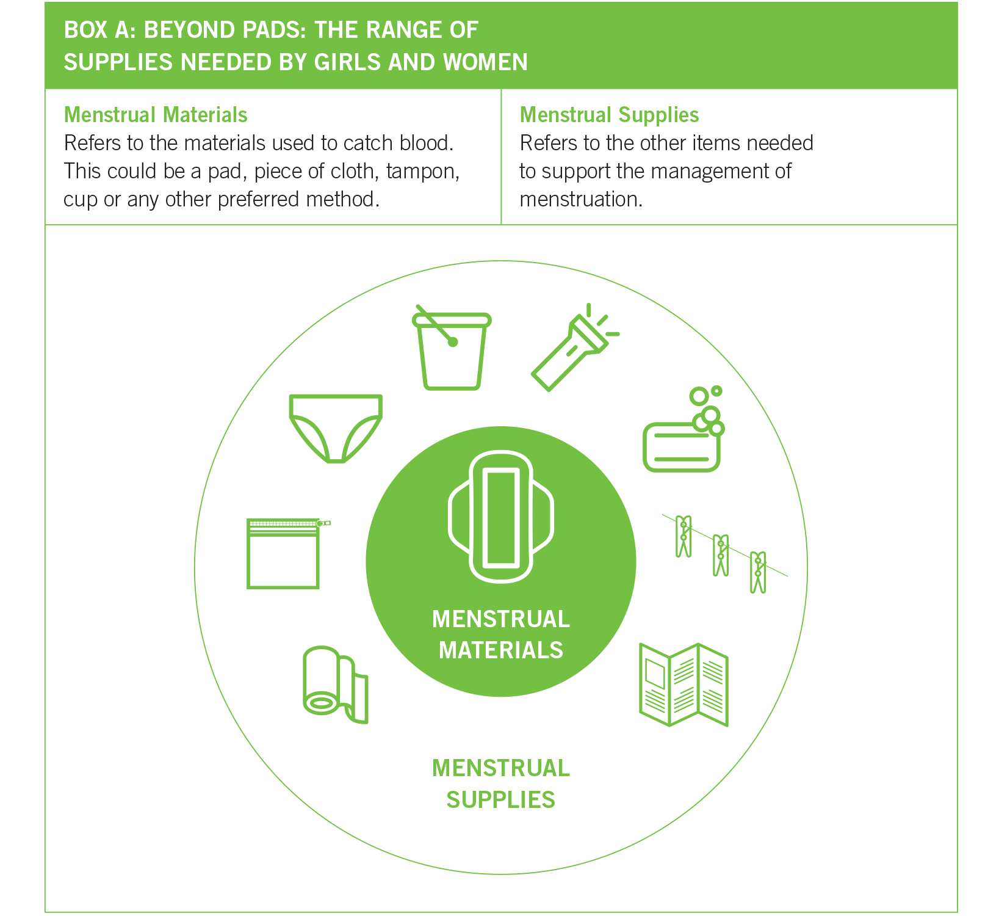 BOX A: BEYOND PADS: THE RANGE OF
SUPPLIES NEEDED BY GIRLS AND WOMEN
Menstrual Materials
Refers to the materials used to catch blood.
This could be a pad, piece of cloth, tampon,
cup or any other preferred method.
Menstrual Supplies
Refers to the other items needed
to support the management of
menstruation.
MENSTRUAL
MATERIALS
MENSTRUAL
SUPPLIES